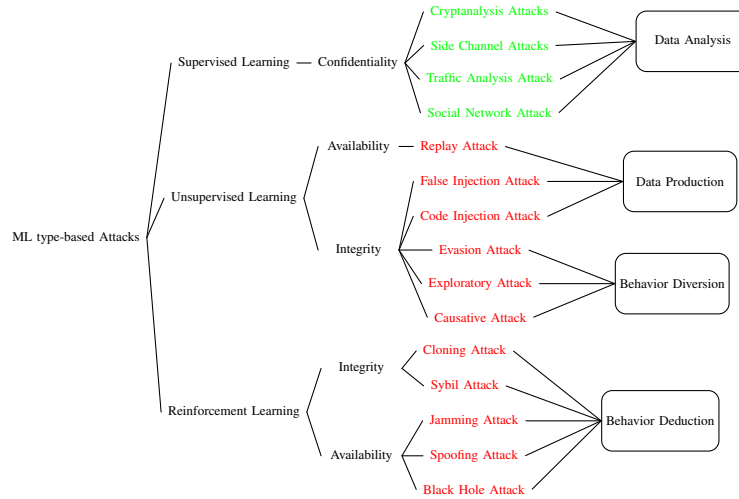 Cryptanalysis Attacks
Side Channel Attacks
Data Analysis
Supervised Learning
Confidentiality
Traffic Analysis Attack
Social Network Attack
Availability
Replay Attack
False Injection Attack
Data Production
Unsupervised Learning
Code Injection Attack
ML type-based Attacks
Integrity
Evasion Attack
Exploratory Attack
Behavior Diversion
Causative Attack
Cloning Attack
Integrity
Sybil Attack
Reinforcement Learning
Jamming Attack
Behavior Deduction
Availability
Spoofing Attack
Black Hole Attack